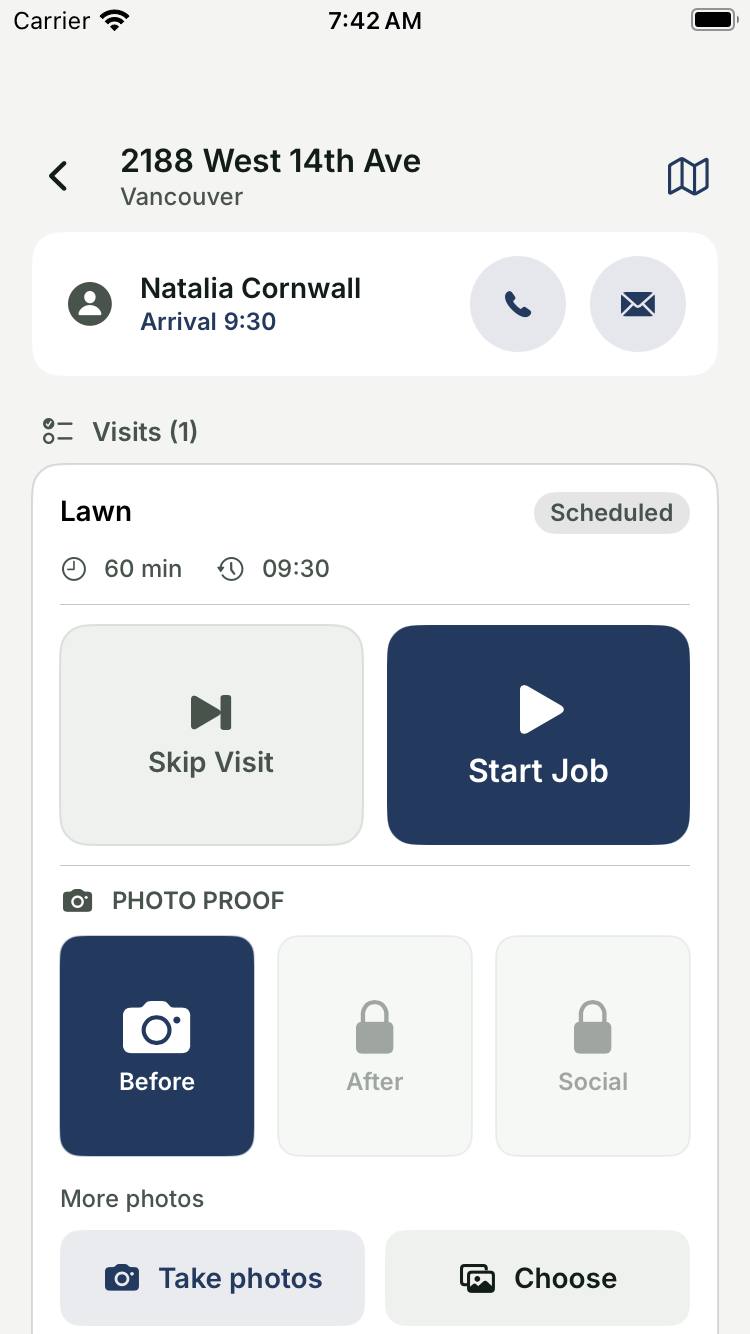 Carrier 7:42 AM
2188 West 14th Ave
Vancouver
Natalia Cornwall
Arrival 9:30
Visits (1)
Lawn
Scheduled
60 min 09:30
Skip Visit
Start Job
PHOTO PROOF
Before
After
Social
More photos
Take photos
Choose